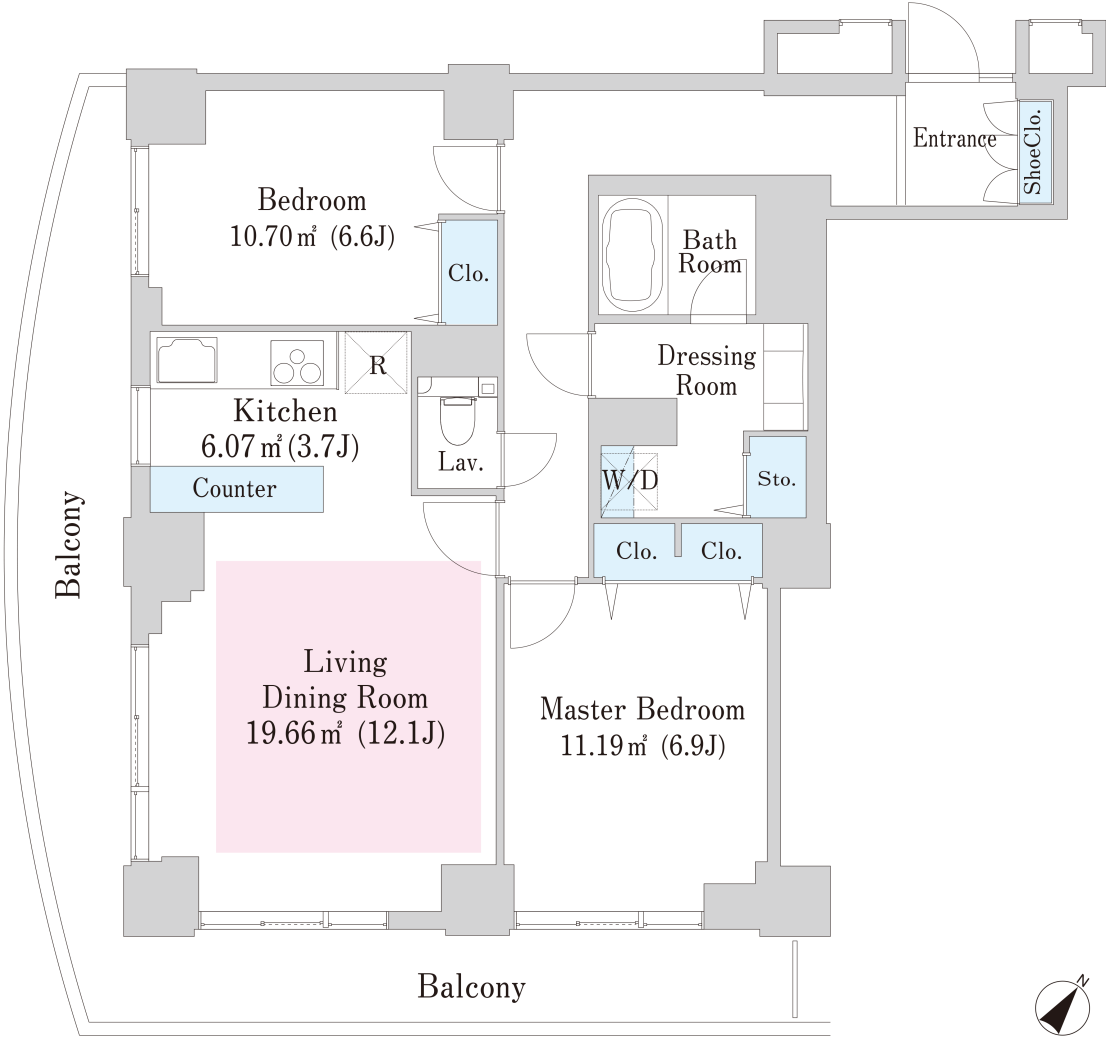 Entrance
ShoeClo.
Bedroom
10.70㎡ (6.6J)
Clo.
Bath
Room
Dressing
Room
R
Kitchen
6.07㎡(3.7J)
Lav.
Counter
W/D
Sto.
Clo.
Clo.
Balcony
Living
Dining Room
19.66㎡ (12.1J)
Master Bedroom
11.19㎡ (6.9J)
Balcony
N